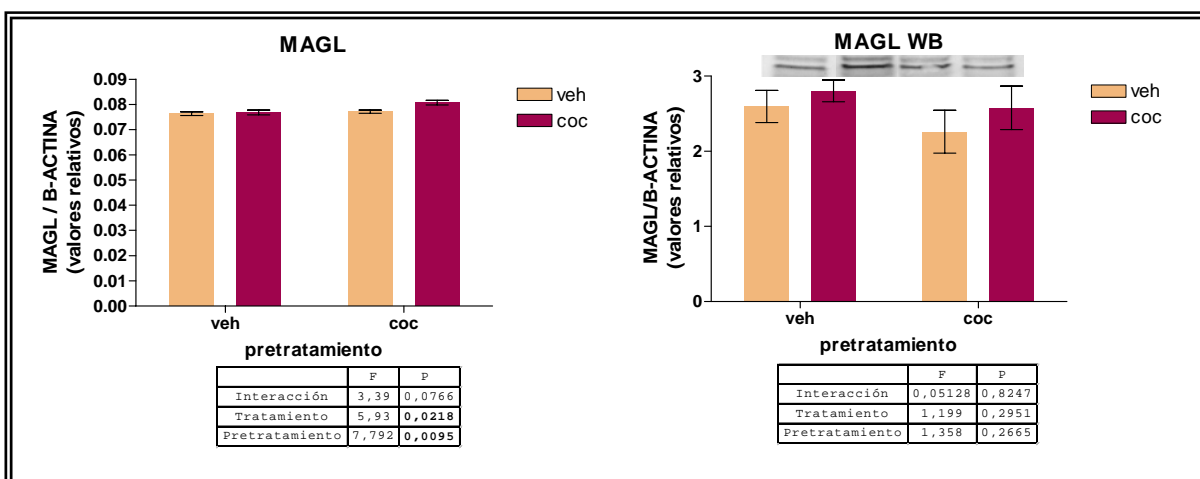 MAGL
MAGL / B-ACTINA
(valores relativos)
0.09
0.08
0.07
0.06
0.05
0.04
0.03
0.02
0.01
0.00
veh
coc
pretratamiento
veh
coc
F P
Interacción 3,39 0,0766
Tratamiento 5,93 0,0218
Pretratamiento 7,792 0,0095
MAGL WB
MAGL/B-ACTINA
(valores relativos)
3
2
1
0
veh
coc
pretratamiento
veh
coc
F P
Interacción 0,05128 0,8247
Tratamiento 1,199 0,2951
Pretratamiento 1,358 0,2665